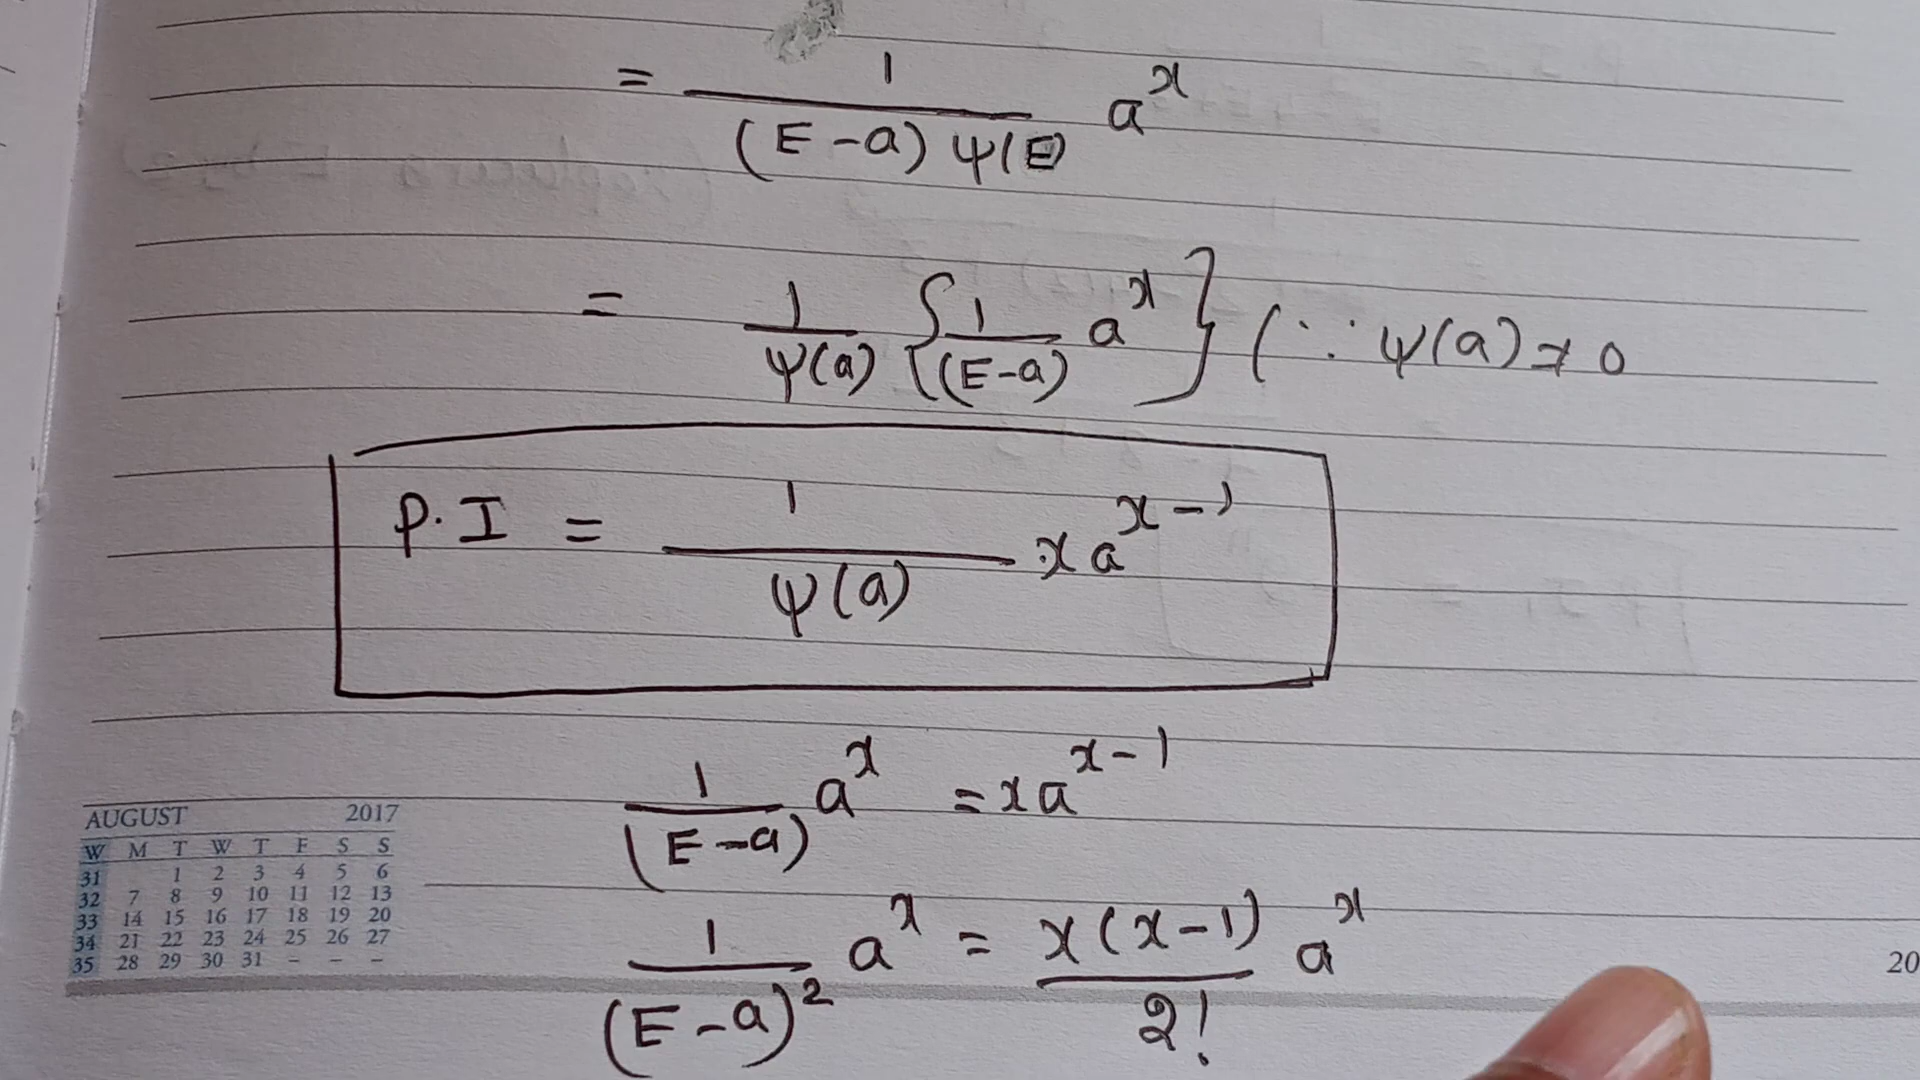 = 1/((E-a) ψ(E)) a^x
= 1/ψ(a) {1/(E-a) a^x} (∵ ψ(a) ≠ 0
P.I = 1/ψ(a) · x a^(x-1)
1/(E-a) a^x = x a^(x-1)
1/(E-a)^2 a^x = x(x-1)/2! a^x
AUGUST 2017
W M T W T F S S
31 1 2 3 4 5 6
32 7 8 9 10 11 12 13
33 14 15 16 17 18 19 20
34 21 22 23 24 25 26 27
35 28 29 30 31 - - -
20